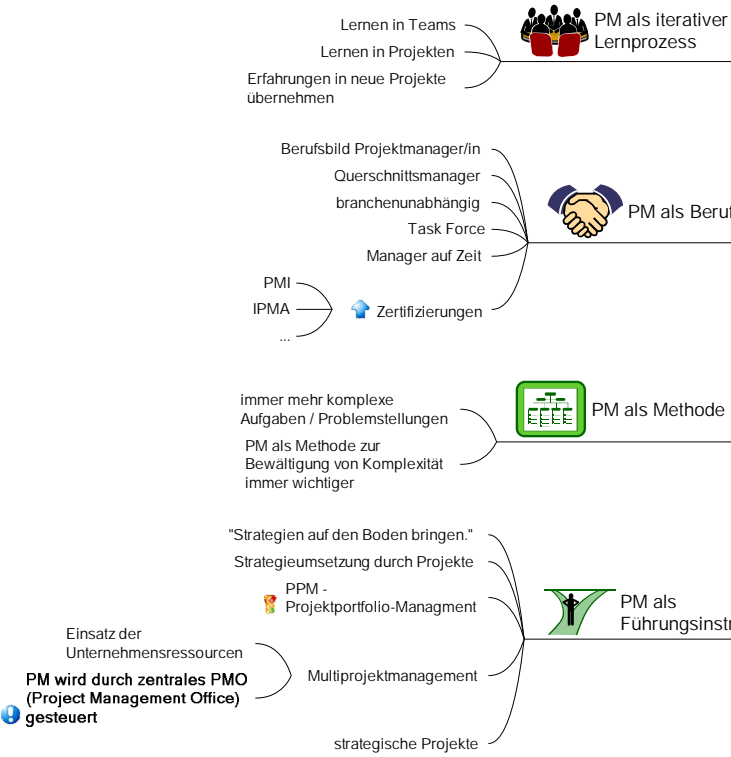 PM als iterativer
Lernprozess
Lernen in Teams
Lernen in Projekten
Erfahrungen in neue Projekte
übernehmen
PM als Beruf
Berufsbild Projektmanager/in
Querschnittsmanager
branchenunabhängig
Task Force
Manager auf Zeit
Zertifizierungen
PMI
IPMA
...
PM als Methode
immer mehr komplexe
Aufgaben / Problemstellungen
PM als Methode zur
Bewältigung von Komplexität
immer wichtiger
PM als
Führungsinstr
"Strategien auf den Boden bringen."
Strategieumsetzung durch Projekte
PPM -
Projektportfolio-Managment
Multiprojektmanagement
Einsatz der
Unternehmensressourcen
PM wird durch zentrales PMO
(Project Management Office)
gesteuert
strategische Projekte